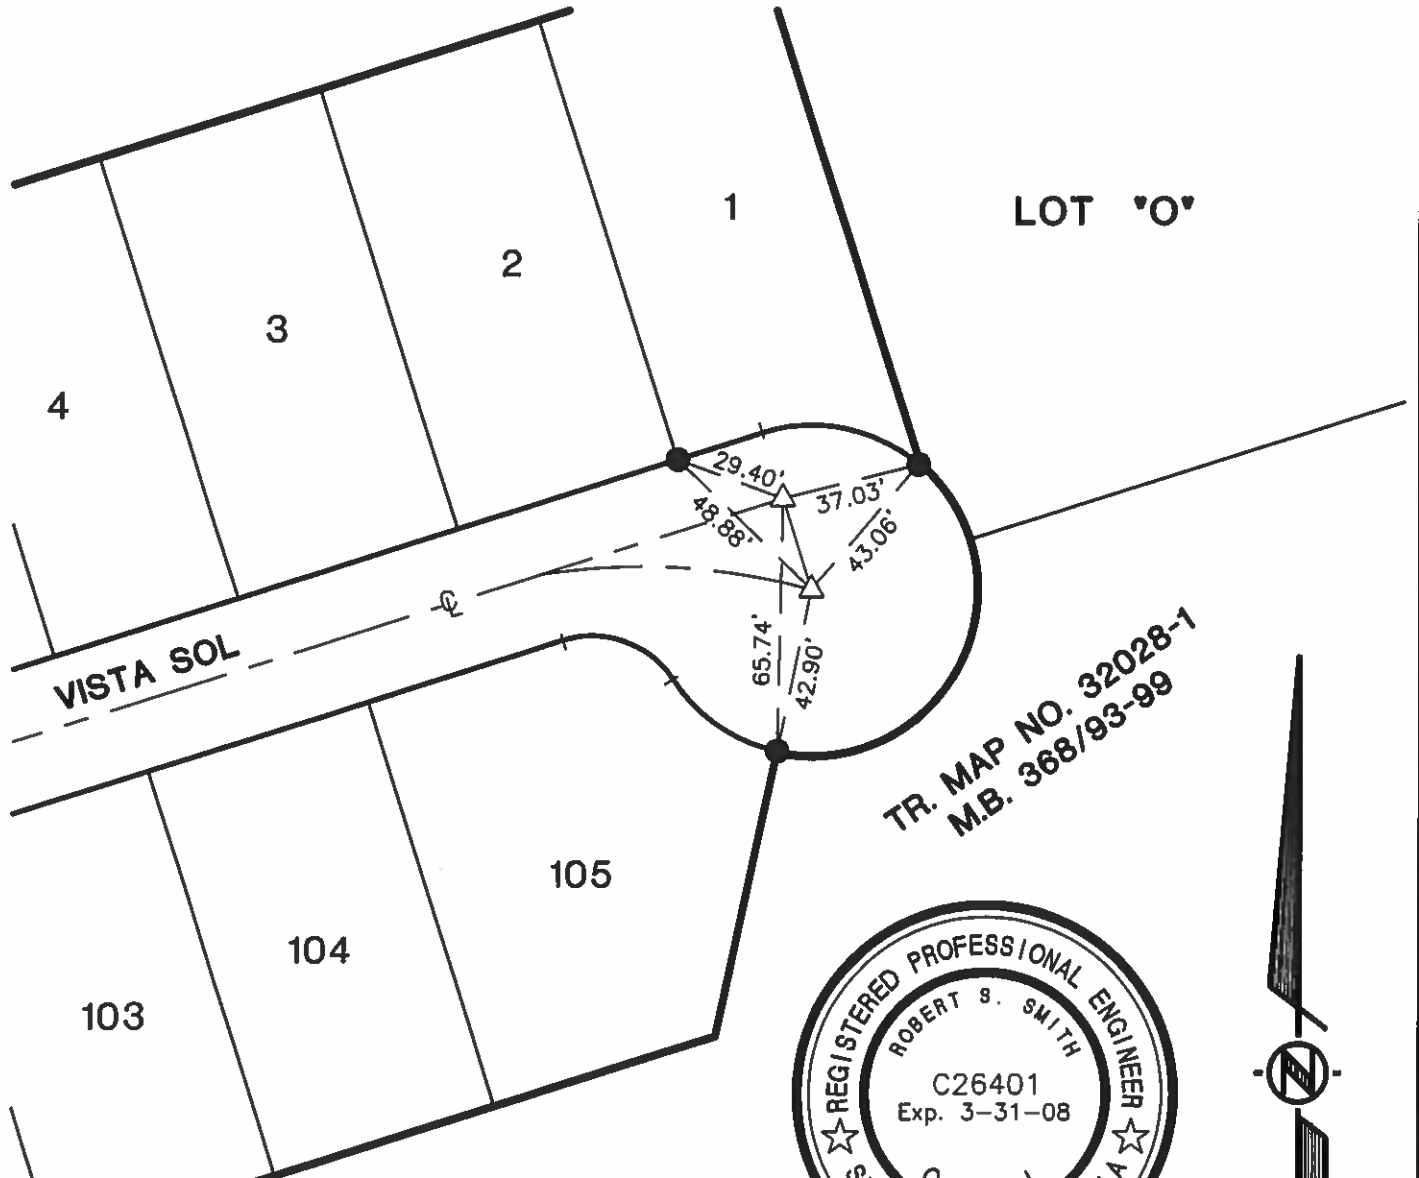 1
LOT "O"
2
3
4
29.40'
37.03'
48.88'
43.06'
℄
VISTA SOL
65.74'
42.90'
TR. MAP NO. 32028-1
M.B. 368/93-99
105
104
103
REGISTERED PROFESSIONAL ENGINEER
ROBERT S. SMITH
C26401
Exp. 3-31-08
N